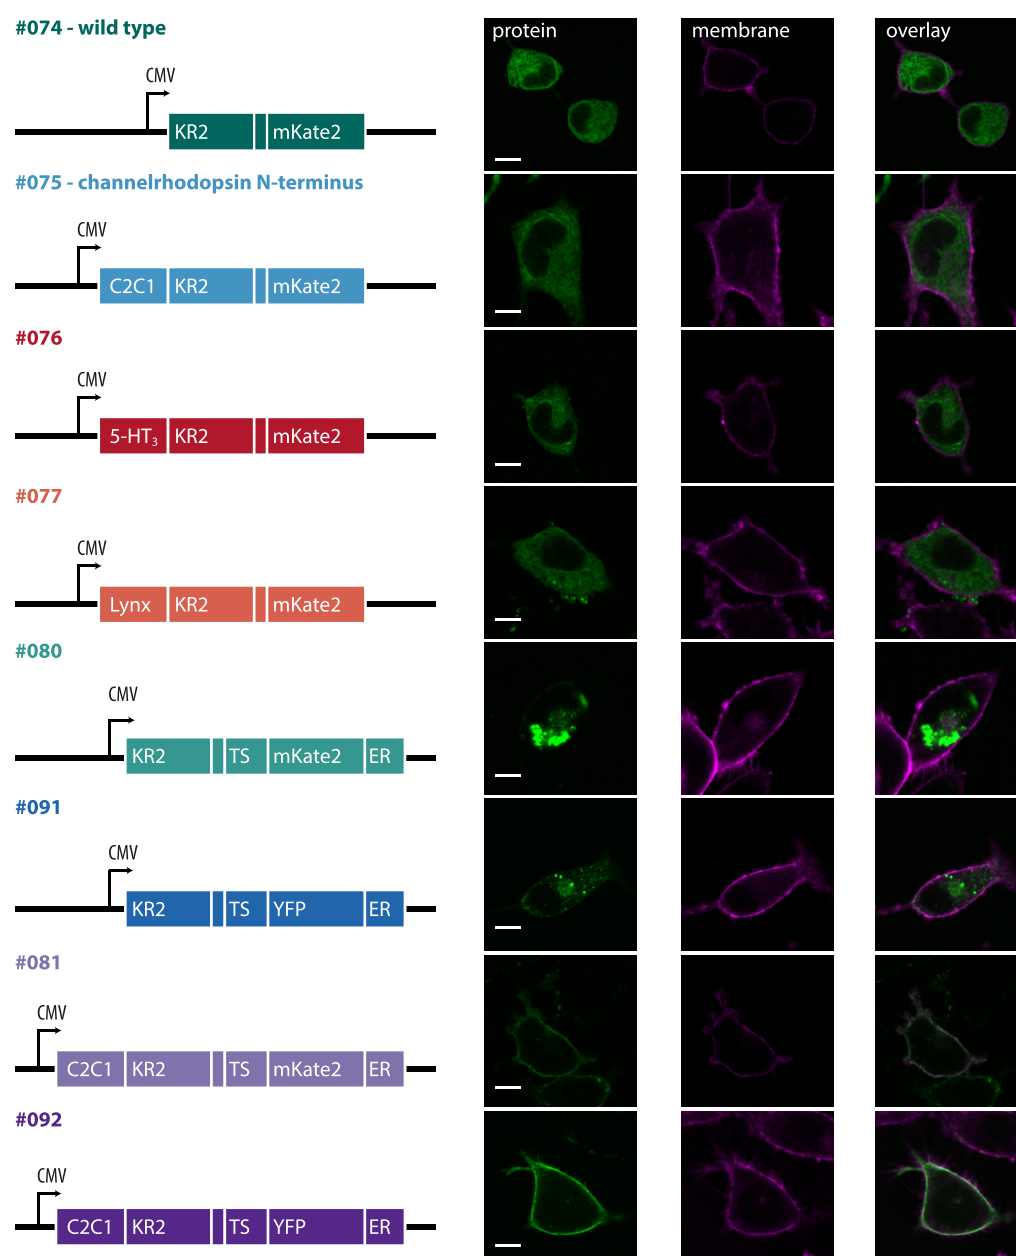 #074 - wild type
protein membrane overlay
CMV
KR2 mKate2
#075 - channelrhodopsin N-terminus
CMV
C2C1 KR2 mKate2
#076
CMV
5-HT₃ KR2 mKate2
#077
CMV
Lynx KR2 mKate2
#080
CMV
KR2 TS mKate2 ER
#091
CMV
KR2 TS YFP ER
#081
CMV
C2C1 KR2 TS mKate2 ER
#092
CMV
C2C1 KR2 TS YFP ER